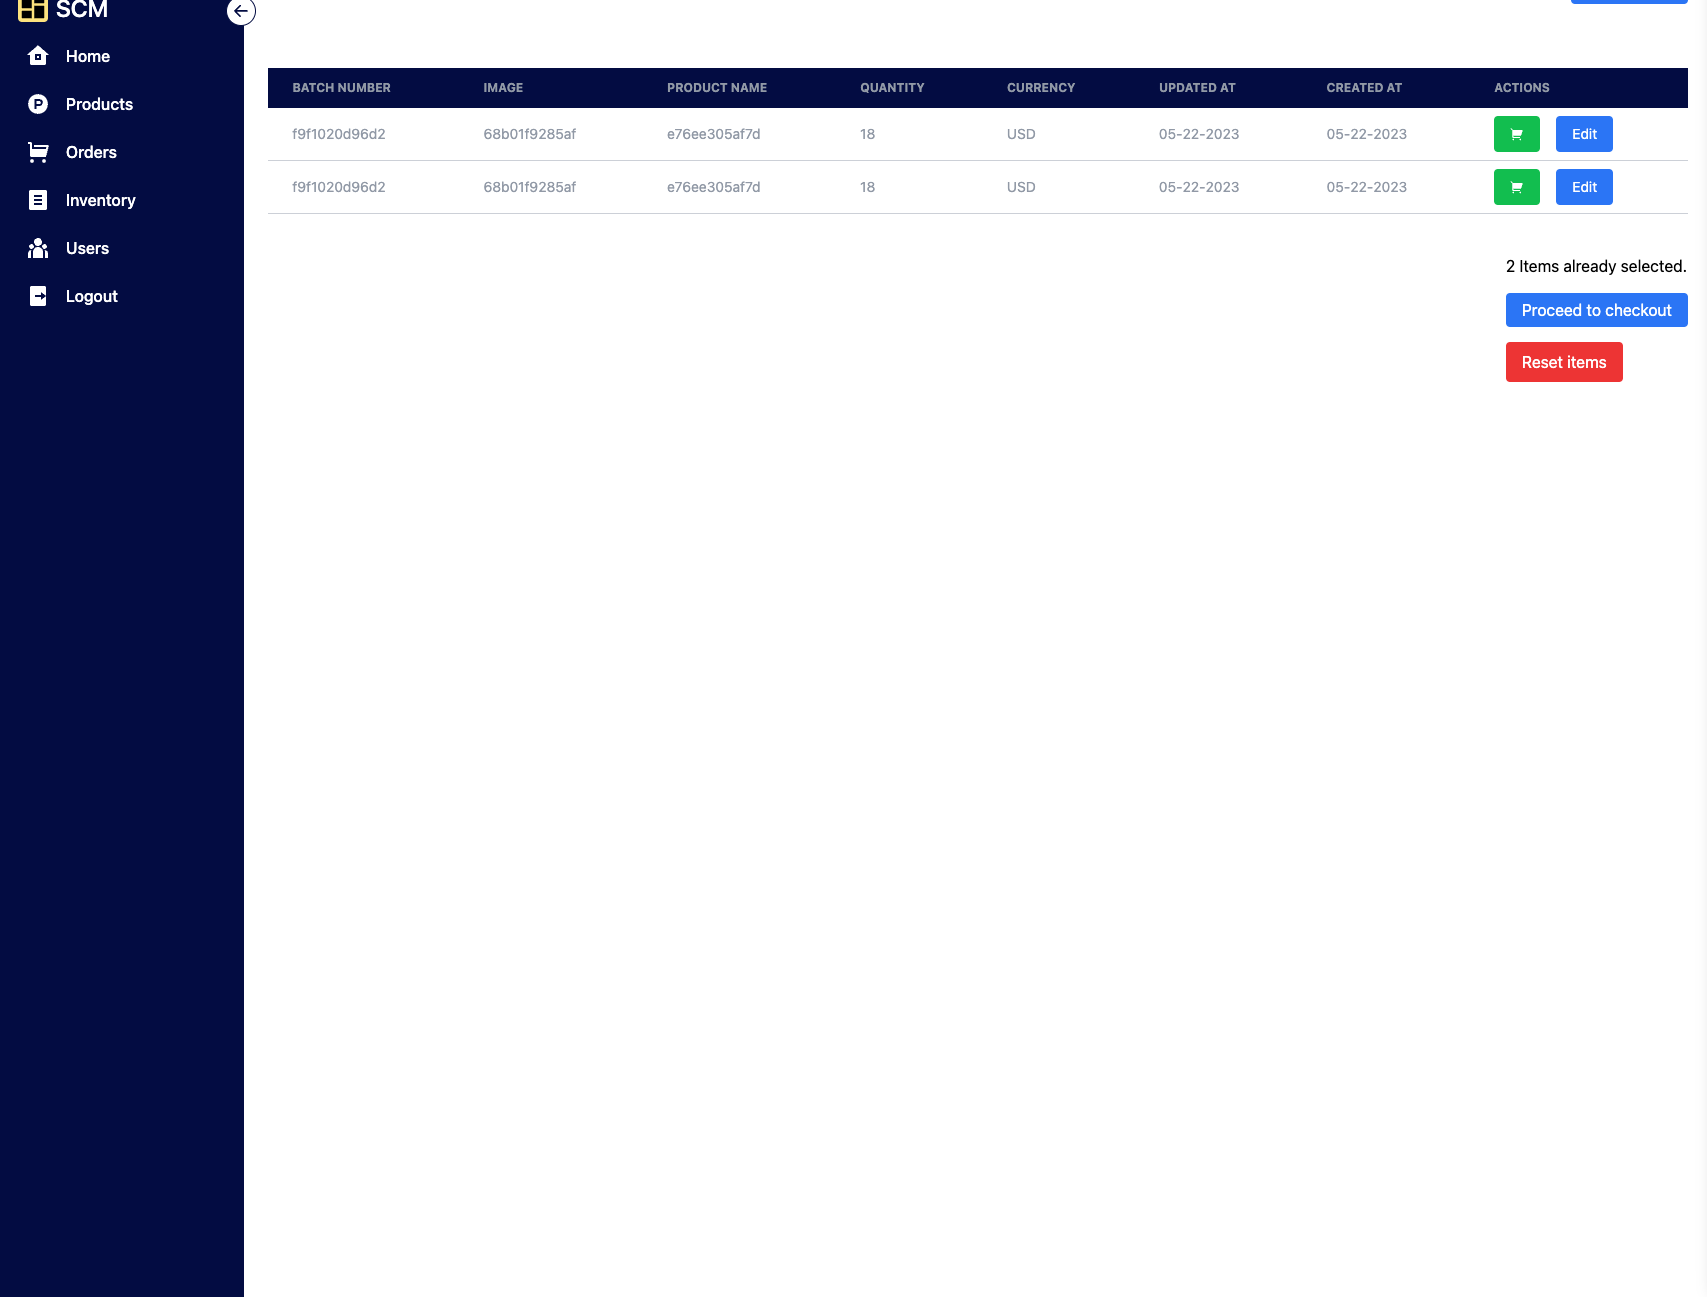 SCM
Home
Products
Orders
Inventory
Users
Logout
BATCH NUMBER IMAGE PRODUCT NAME QUANTITY CURRENCY UPDATED AT CREATED AT ACTIONS
f9f1020d96d2 68b01f9285af e76ee305af7d 18 USD 05-22-2023 05-22-2023 Edit
f9f1020d96d2 68b01f9285af e76ee305af7d 18 USD 05-22-2023 05-22-2023 Edit
2 Items already selected.
Proceed to checkout
Reset items